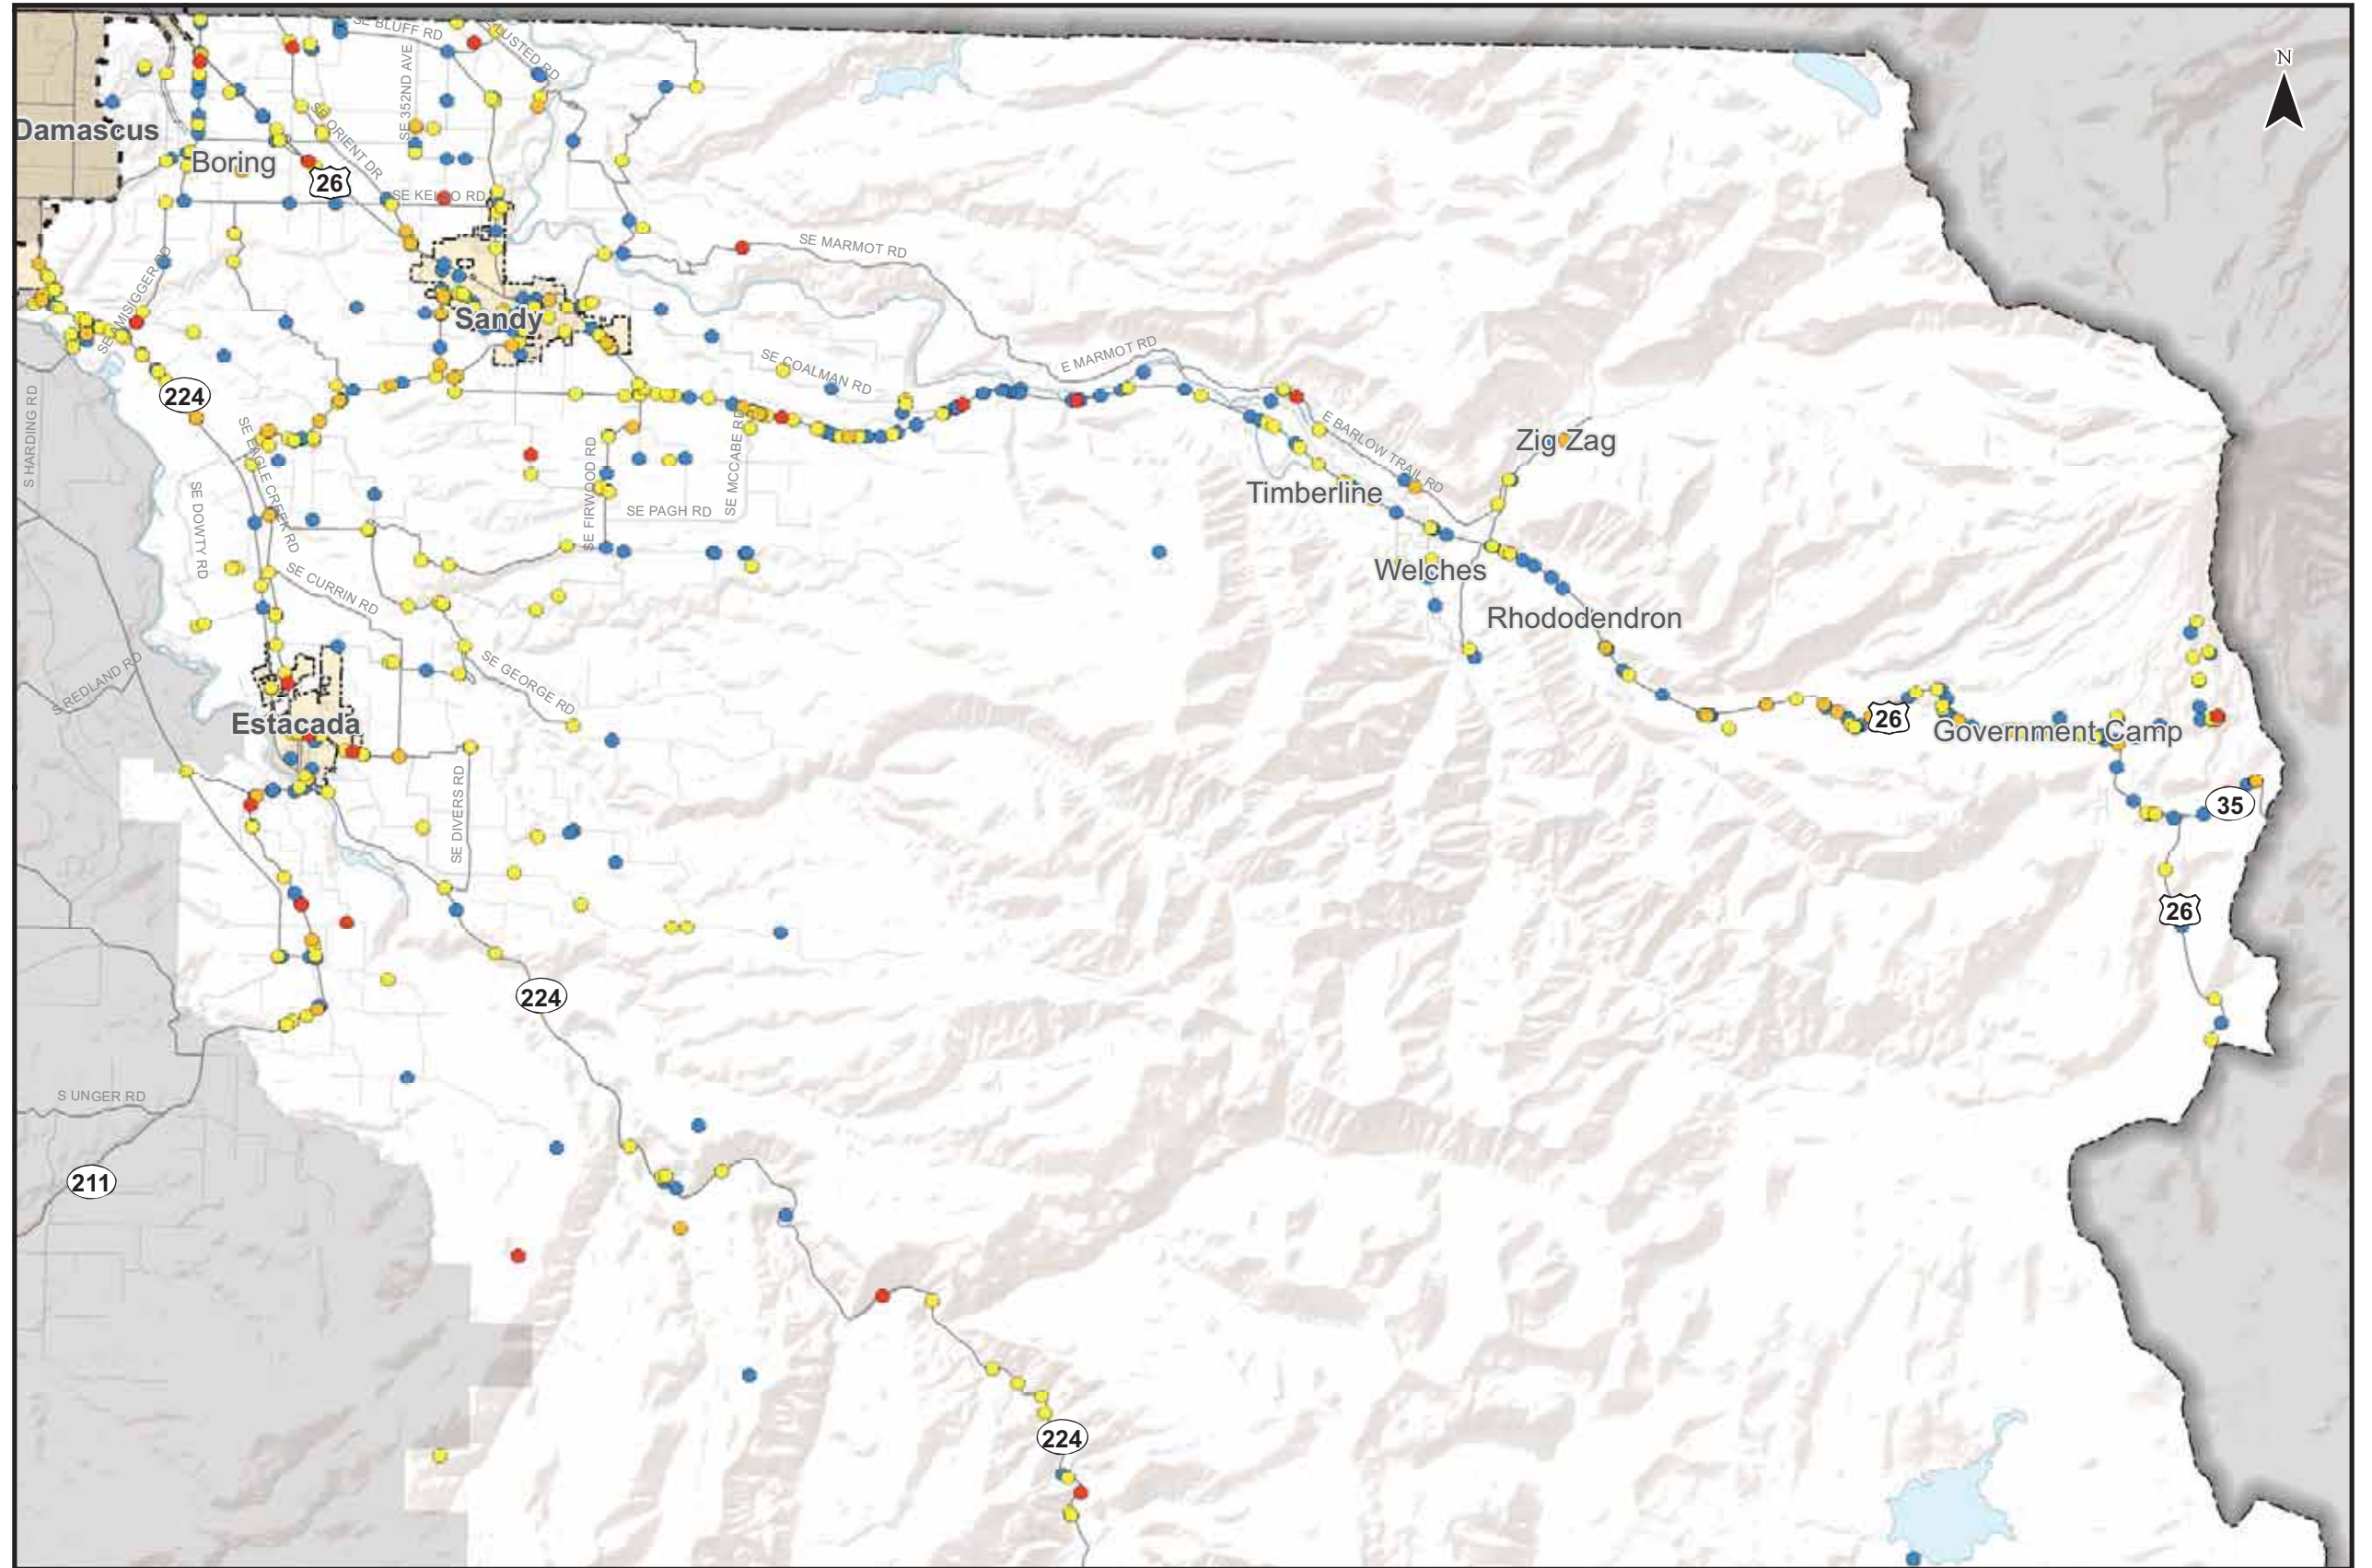 SE BLUFF RD
SE LUSTED RD
SE 352ND AVE
N
Damascus
SE ORIENT DR
Boring
26
SE KELSO RD
SE MARMOT RD
SE AMISIGGER RD
Sandy
E MARMOT RD
SE COALMAN RD
224
S HARDING RD
SE EAGLE CREEK RD
SE FIRWOOD RD
SE MCCABE RD
E BARLOW TRAIL RD
Zig Zag
Timberline
SE DOWTY RD
SE PAGH RD
Welches
SE CURRIN RD
Rhododendron
S REDLAND RD
SE GEORGE RD
Estacada
26
Government Camp
SE DIVERS RD
35
26
224
S UNGER RD
211
224